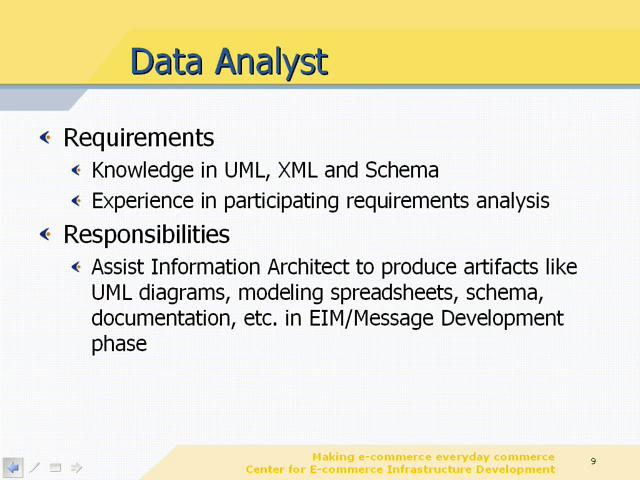 Data Analyst
Requirements
Knowledge in UML, XML and Schema
Experience in participating requirements analysis
Responsibilities
Assist Information Architect to produce artifacts like
UML diagrams, modeling spreadsheets, schema,
documentation, etc. in EIM/Message Development
phase
Making e-commerce everyday commerce
Center for E-commerce Infrastructure Development
9